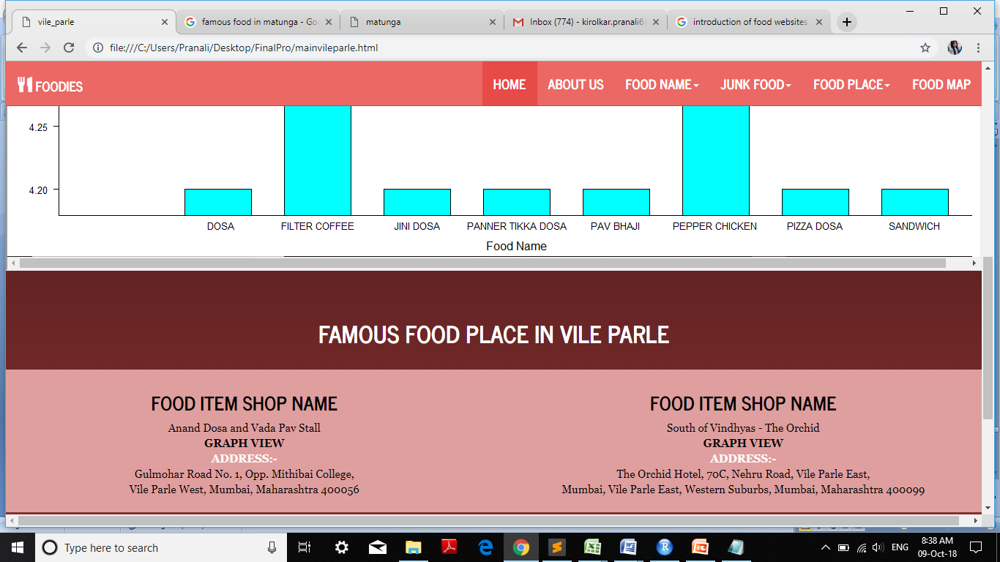 vile_parle
famous food in matunga - Goo
matunga
Inbox (774) - kirolkar.pranali6
introduction of food websites
file:///C:/Users/Pranali/Desktop/FinalPro/mainvileparle.html
FOODIES
HOME ABOUT US FOOD NAME JUNK FOOD FOOD PLACE FOOD MAP
4.25
4.20
DOSA FILTER COFFEE JINI DOSA PANNER TIKKA DOSA PAV BHAJI PEPPER CHICKEN PIZZA DOSA SANDWICH
Food Name
FAMOUS FOOD PLACE IN VILE PARLE
FOOD ITEM SHOP NAME
Anand Dosa and Vada Pav Stall
GRAPH VIEW
ADDRESS:-
Gulmohar Road No. 1, Opp. Mithibai College,
Vile Parle West, Mumbai, Maharashtra 400056
FOOD ITEM SHOP NAME
South of Vindhyas - The Orchid
GRAPH VIEW
ADDRESS:-
The Orchid Hotel, 70C, Nehru Road, Vile Parle East,
Mumbai, Vile Parle East, Western Suburbs, Mumbai, Maharashtra 400099
Type here to search
ENG
8:38 AM
09-Oct-18